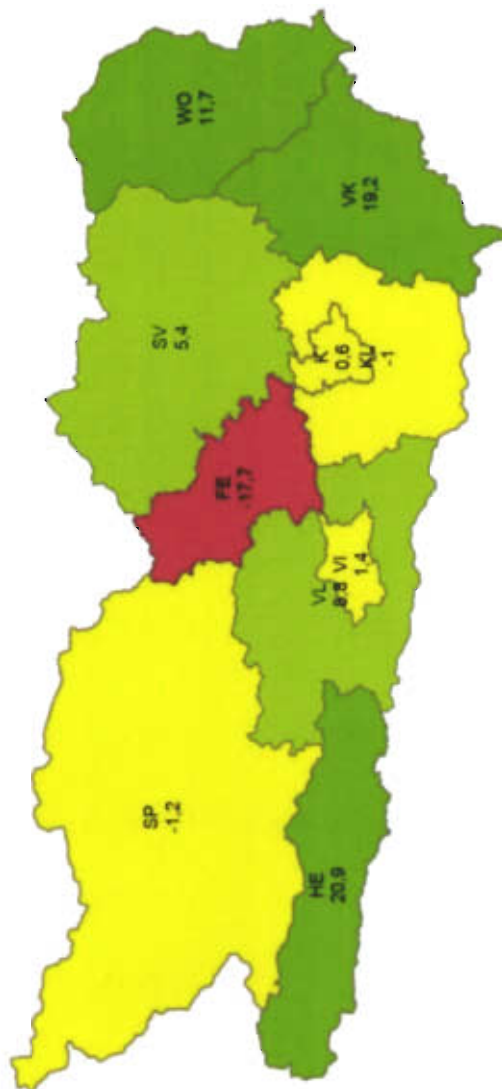 SP
-1,2
HE
20,9
VL
8,8 VI
1,4
FE
-17,7
SV
5,4
K
0,6
KL
-1
WO
11,7
VK
19,2